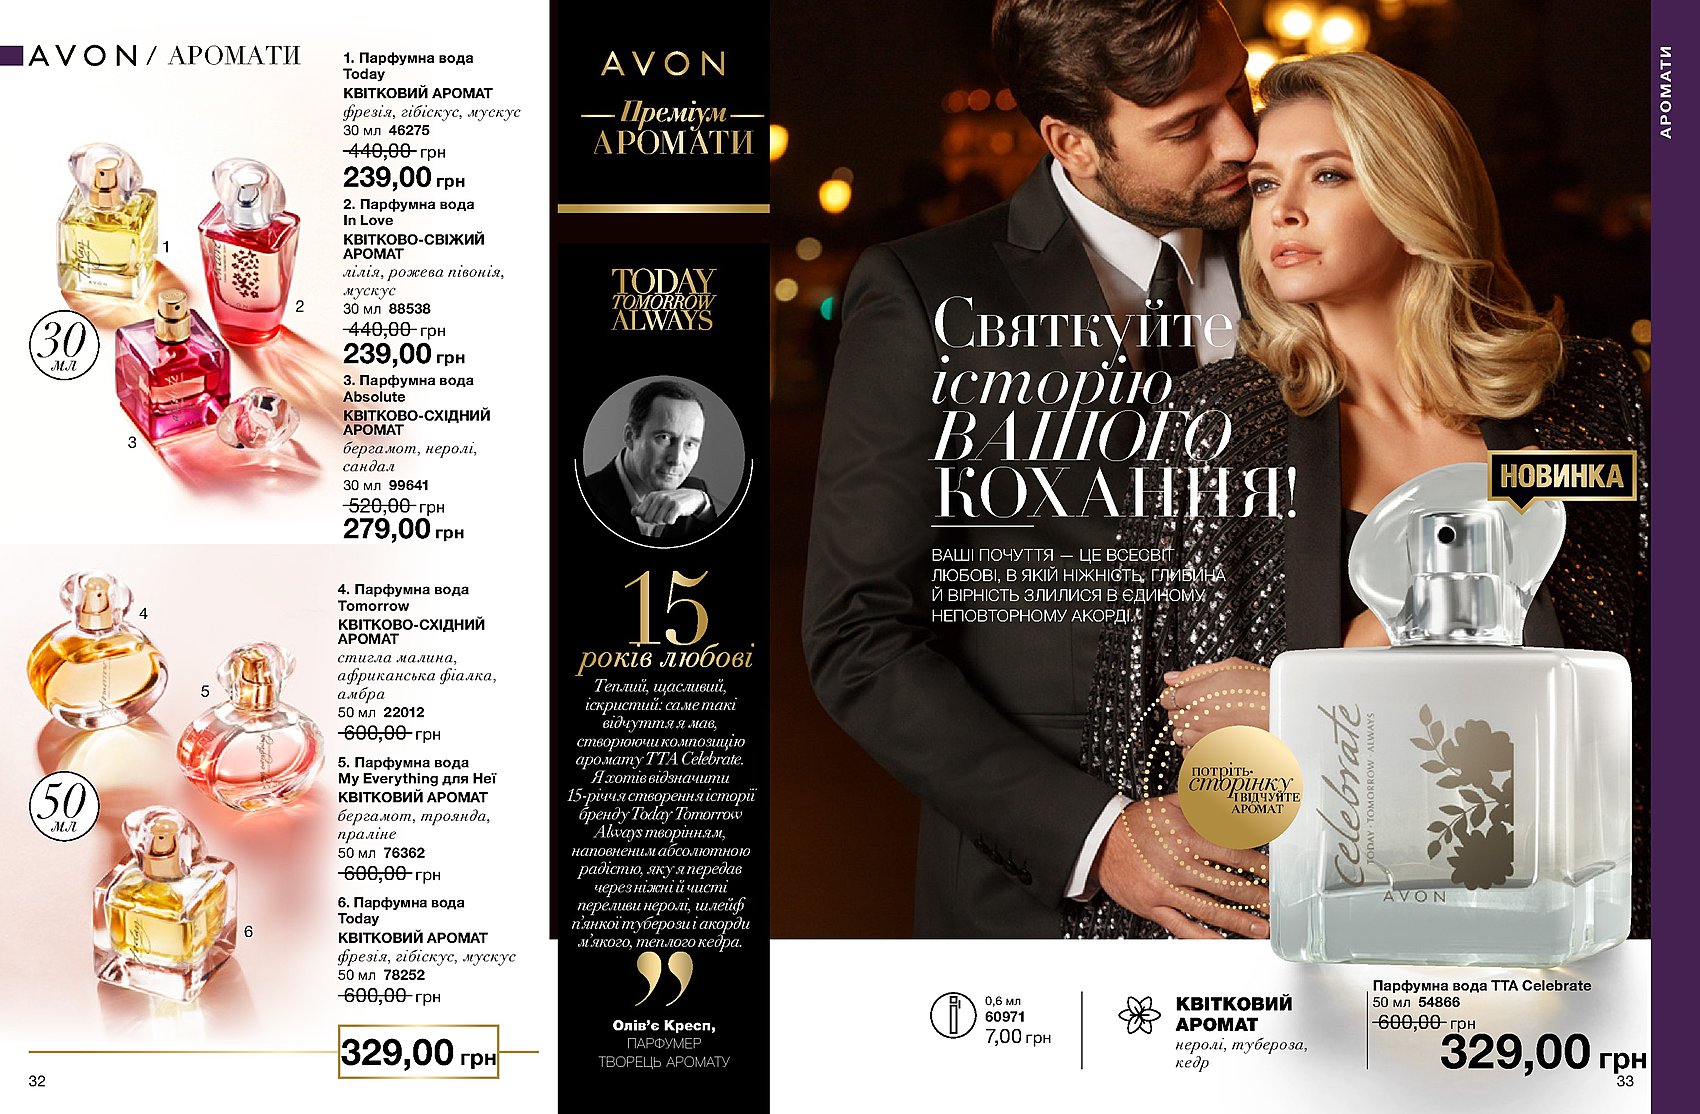 AVON / АРОМАТИ
1. Парфумна вода
Today
КВІТКОВИЙ АРОМАТ
фрезія, гібіскус, мускус
30 мл 46275
440,00 грн
239,00 грн
2. Парфумна вода
In Love
КВІТКОВО-СВІЖИЙ
АРОМАТ
лілія, рожева півонія,
мускус
30 мл 88538
440,00 грн
239,00 грн
3. Парфумна вода
Absolute
КВІТКОВО-СХІДНИЙ
АРОМАТ
бергамот, неролі,
сандал
30 мл 99641
520,00 грн
279,00 грн
1
2
3
30
МЛ
4. Парфумна вода
Tomorrow
КВІТКОВО-СХІДНИЙ
АРОМАТ
стигла малина,
африканська фіалка,
амбра
50 мл 22012
600,00 грн
5. Парфумна вода
My Everything для Неї
КВІТКОВИЙ АРОМАТ
бергамот, троянда,
праліне
50 мл 76362
600,00 грн
6. Парфумна вода
Today
КВІТКОВИЙ АРОМАТ
фрезія, гібіскус, мускус
50 мл 78252
600,00 грн
4
5
6
50
МЛ
329,00 грн
32
AVON
Преміум
АРОМАТИ
TODAY
TOMORROW
ALWAYS
15
років любові
Теплий, щасливий,
іскристий: саме такі
відчуття я мав,
створюючи композицію
аромату TTA Celebrate.
Я хотів відзначити
15-річчя створення історії
бренду Today Tomorrow
Always творінням,
наповненим абсолютною
радістю, яку я передав
через ніжні й чисті
переливи неролі, шлейф
п'янкої туберози і акорди
м'якого, теплого кедра.
Олів'є Кресп,
ПАРФУМЕР
ТВОРЕЦЬ АРОМАТУ
Святкуйте
історію
ВАШОГО
КОХАННЯ!
ВАШІ ПОЧУТТЯ — ЦЕ ВСЕСВІТ
ЛЮБОВІ, В ЯКІЙ НІЖНІСТЬ, ГЛИБИНА
Й ВІРНІСТЬ ЗЛИЛИСЯ В ЄДИНОМУ
НЕПОВТОРНОМУ АКОРДІ.
НОВИНКА
ПОТРІТЬ
СТОРІНКУ
І ВІДЧУЙТЕ
АРОМАТ
Celebrate
TODAY TOMORROW ALWAYS
AVON
0,6 мл
60971
7,00 грн
КВІТКОВИЙ
АРОМАТ
неролі, тубероза,
кедр
Парфумна вода TTA Celebrate
50 мл 54866
600,00 грн
329,00 грн
33
АРОМАТИ